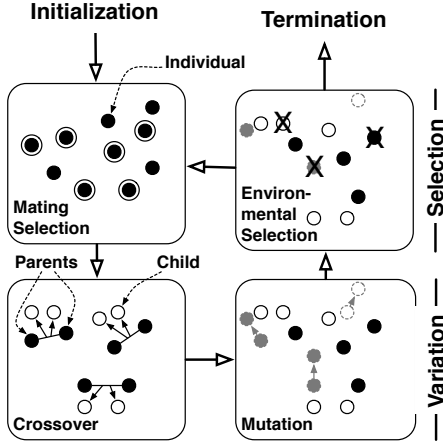 Initialization
Termination
Individual
Mating
Selection
Environ-
mental
Selection
Selection
Parents
Child
Crossover
Mutation
Variation